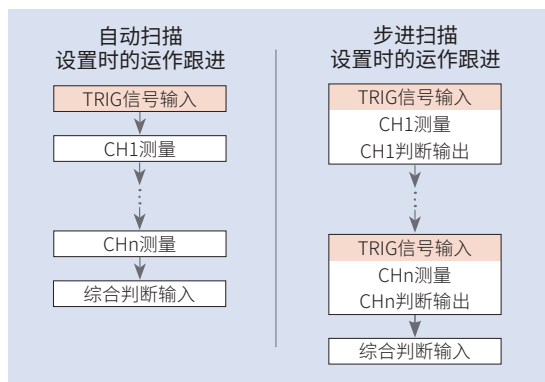 自动扫描
设置时的运作跟进
TRIG信号输入
CH1测量
CHn测量
综合判断输入
步进扫描
设置时的运作跟进
TRIG信号输入
CH1测量
CH1判断输出
TRIG信号输入
CHn测量
CHn判断输出
综合判断输入